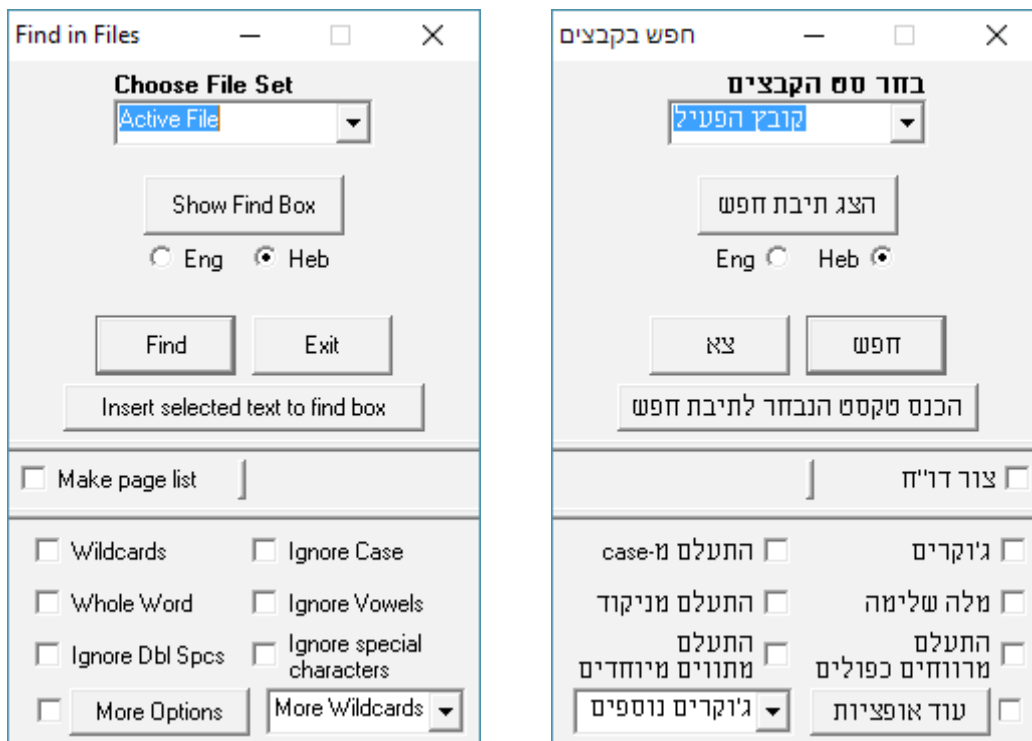 Find in Files
Choose File Set
Active File
Show Find Box
Eng Heb
Find Exit
Insert selected text to find box
Make page list
Wildcards Ignore Case
Whole Word Ignore Vowels
Ignore Dbl Spcs Ignore special characters
More Options More Wildcards
חפש בקבצים
בחר סט הקבצים
קובץ הפעיל
הצג תיבת חפש
Eng Heb
חפש צא
הכנס טקסט הנבחר לתיבת חפש
צור דו"ח
ג'וקרים התעלם מ-case
מלה שלימה התעלם מניקוד
התעלם מרווחים כפולים התעלם מתווים מיוחדים
עוד אופציות ג'וקרים נוספים